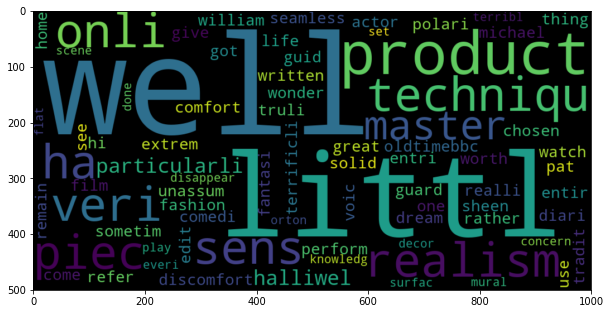 0
home
onli
william
seamless
actor
set
terribl
thing
scene
give
polari
michael
got
life
guid
product
100
well
written
wonder
techniqu
done
comfort
truli
master
chosen
200
flat
see
hi
extrem
great
oldtimebbc
watch
ha
particularli
terrificli
solid
entri
worth
pat
300
film
disappear
unassum
fantasi
littl
guard
realli
entir
veri
fashion
voic
one
sheen
remain
comedi
orton
dream
rather
diari
sometim
edit
400
piec
play
sens
perform
decor
realism
concern
everi
knowledg
use
tradit
come
refer
discomfort
halliwel
surfac
mural
500
0
200
400
600
800
1000